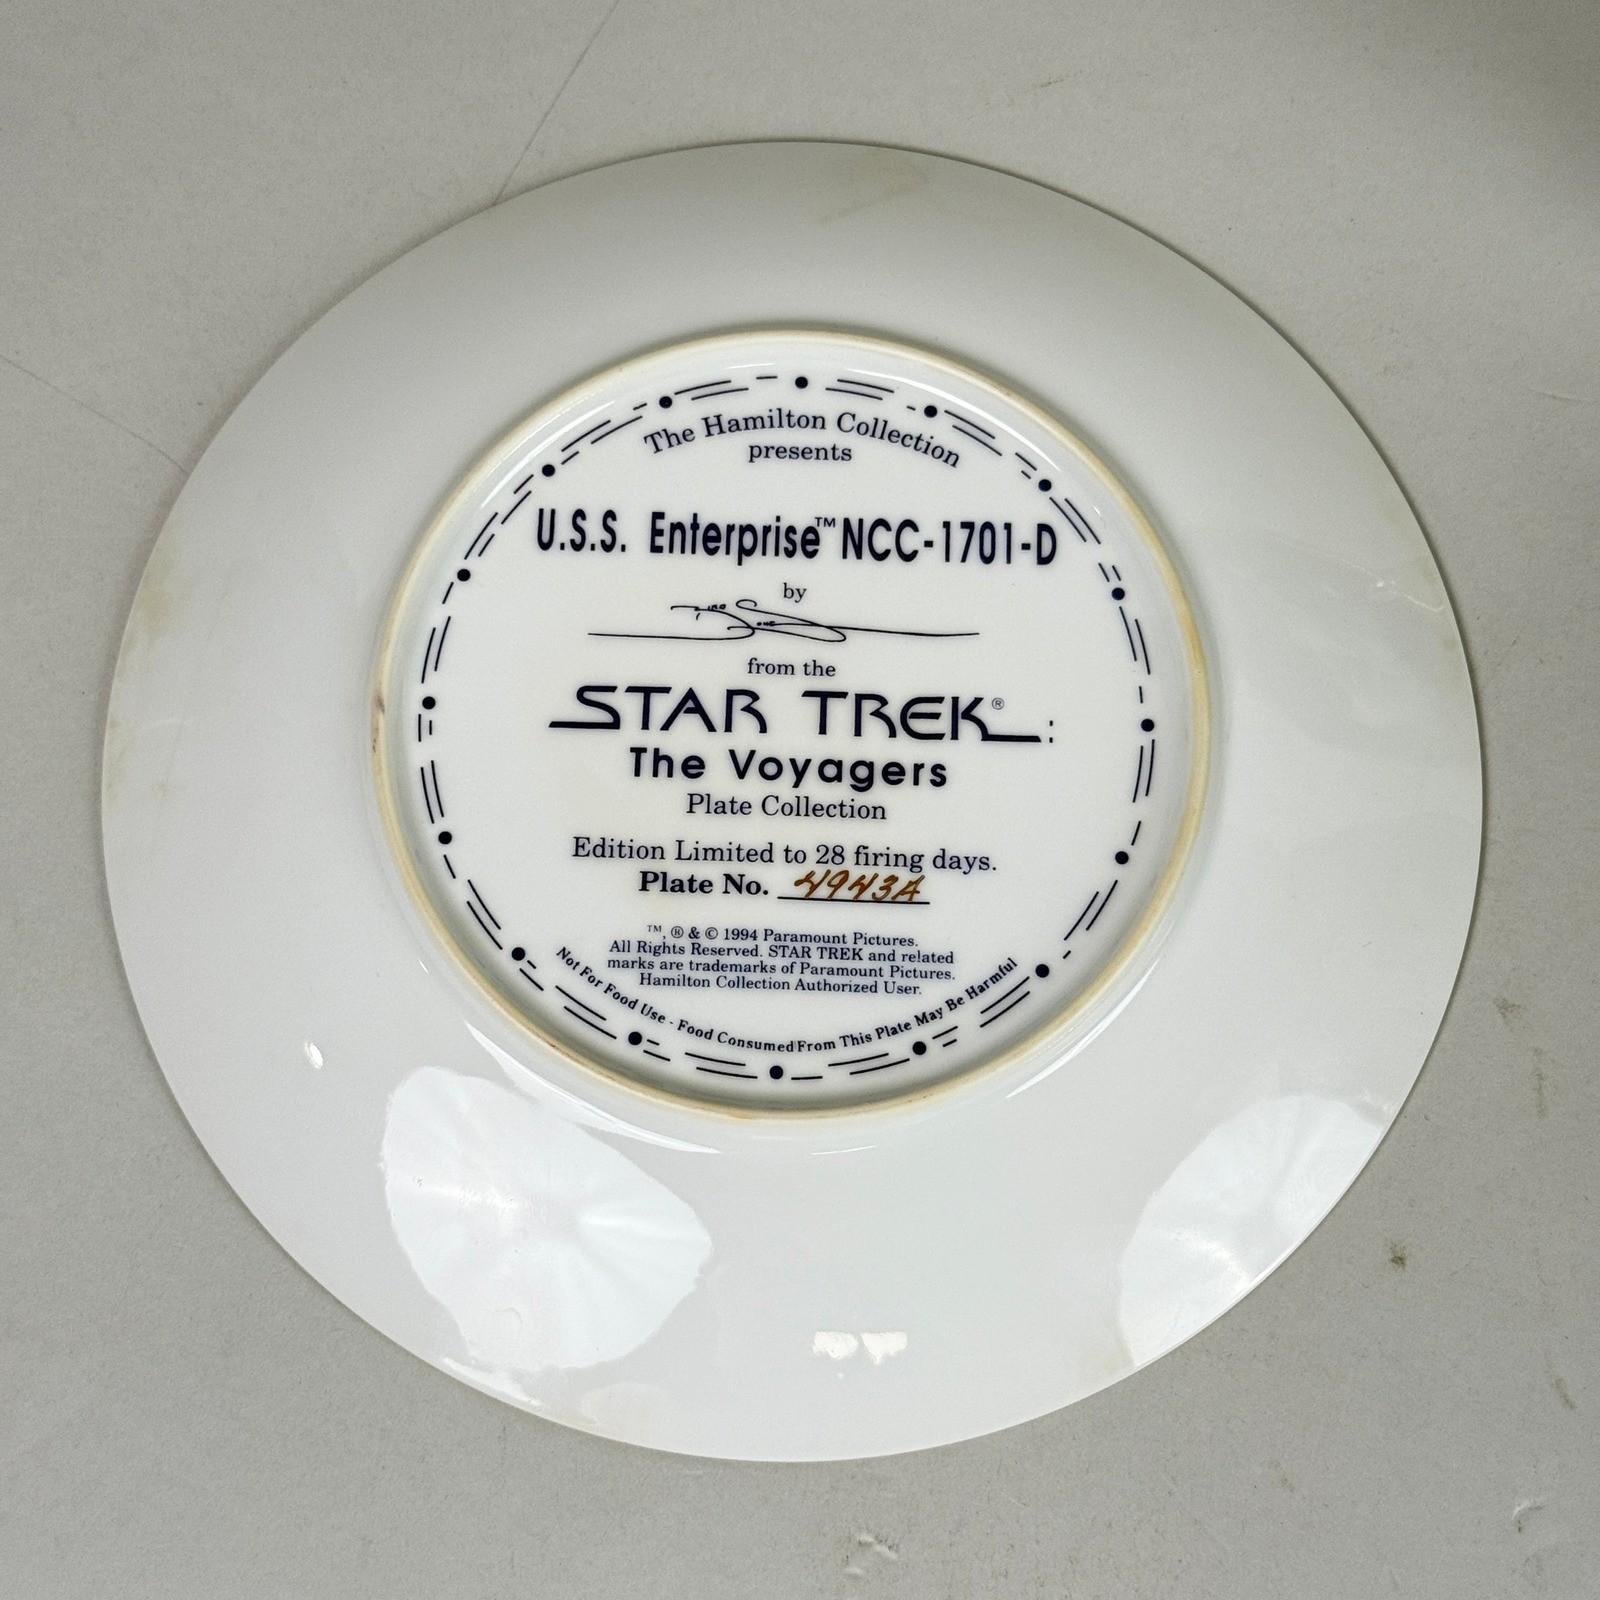 The Hamilton Collection
presents
U.S.S. Enterprise™ NCC-1701-D
by
from the
STAR TREK®:
The Voyagers
Plate Collection
Edition Limited to 28 firing days.
Plate No. 4943A
™, ® & © 1994 Paramount Pictures.
All Rights Reserved. STAR TREK and related
marks are trademarks of Paramount Pictures.
Hamilton Collection Authorized User.
Not For Food Use - Food Consumed From This Plate May Be Harmful